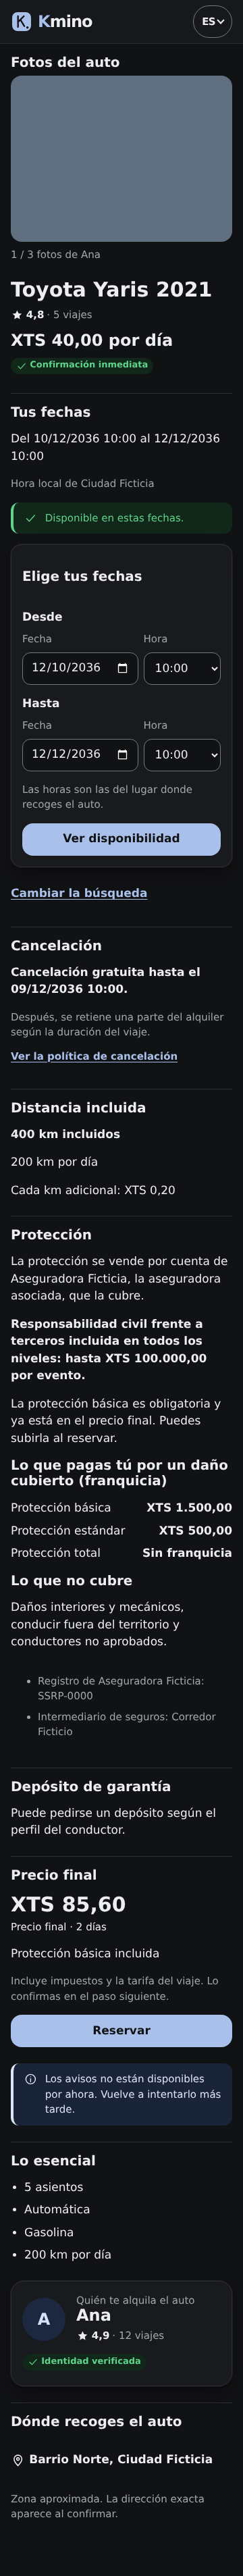 Kmino
ES
Fotos del auto
1 / 3 fotos de Ana
Toyota Yaris 2021
★ 4,8 · 5 viajes
XTS 40,00 por día
Confirmación inmediata
Tus fechas
Del 10/12/2036 10:00 al 12/12/2036
10:00
Hora local de Ciudad Ficticia
Disponible en estas fechas.
Elige tus fechas
Desde
Fecha Hora
12/10/2036 10:00
Hasta
Fecha Hora
12/12/2036 10:00
Las horas son las del lugar donde
recoges el auto.
Ver disponibilidad
Cambiar la búsqueda
Cancelación
Cancelación gratuita hasta el
09/12/2036 10:00.
Después, se retiene una parte del alquiler
según la duración del viaje.
Ver la política de cancelación
Distancia incluida
400 km incluidos
200 km por día
Cada km adicional: XTS 0,20
Protección
La protección se vende por cuenta de
Aseguradora Ficticia, la aseguradora
asociada, que la cubre.
Responsabilidad civil frente a
terceros incluida en todos los
niveles: hasta XTS 100.000,00
por evento.
La protección básica es obligatoria y
ya está en el precio final. Puedes
subirla al reservar.
Lo que pagas tú por un daño
cubierto (franquicia)
Protección básica XTS 1.500,00
Protección estándar XTS 500,00
Protección total Sin franquicia
Lo que no cubre
Daños interiores y mecánicos,
conducir fuera del territorio y
conductores no aprobados.
• Registro de Aseguradora Ficticia:
SSRP-0000
• Intermediario de seguros: Corredor
Ficticio
Depósito de garantía
Puede pedirse un depósito según el
perfil del conductor.
Precio final
XTS 85,60
Precio final · 2 días
Protección básica incluida
Incluye impuestos y la tarifa del viaje. Lo
confirmas en el paso siguiente.
Reservar
Los avisos no están disponibles
por ahora. Vuelve a intentarlo más
tarde.
Lo esencial
• 5 asientos
• Automática
• Gasolina
• 200 km por día
A
Quién te alquila el auto
Ana
★ 4,9 · 12 viajes
Identidad verificada
Dónde recoges el auto
Barrio Norte, Ciudad Ficticia
Zona aproximada. La dirección exacta
aparece al confirmar.